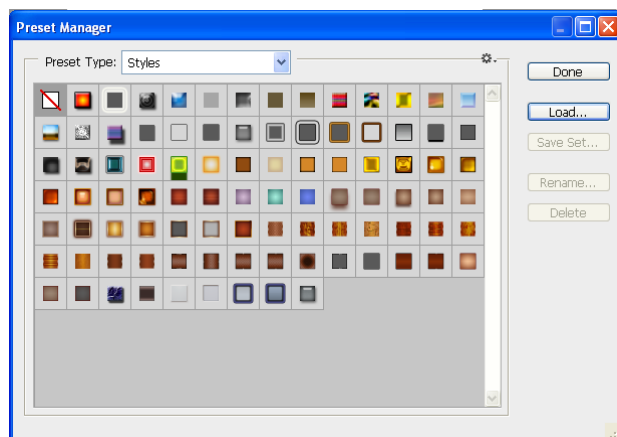 Preset Manager
Preset Type: Styles
Done
Load...
Save Set...
Rename...
Delete